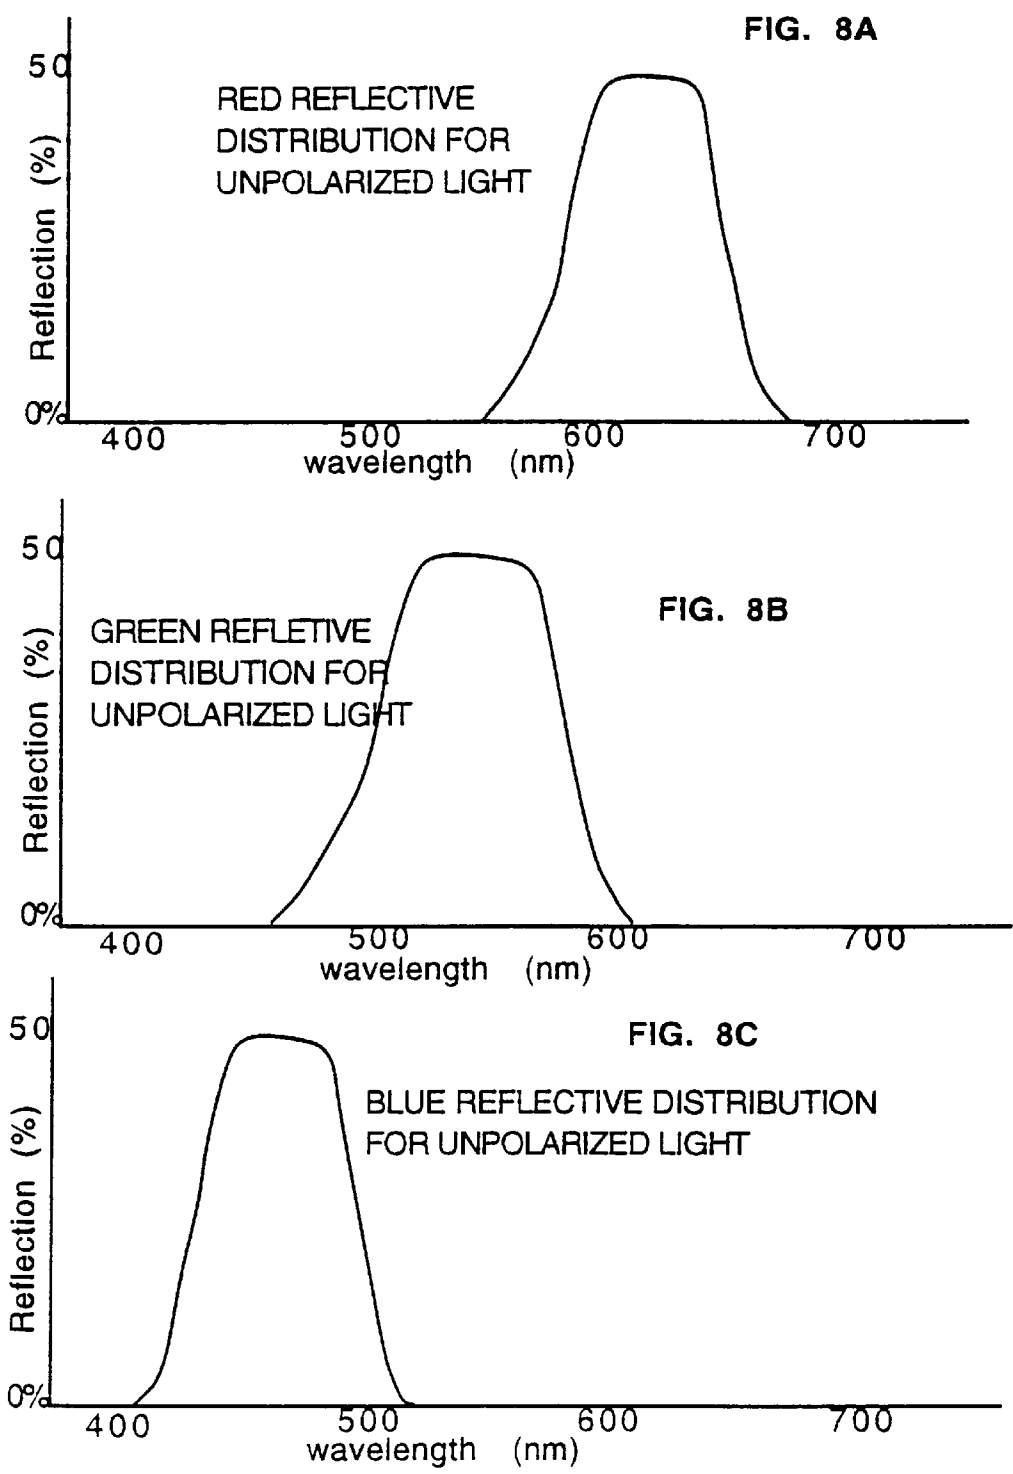 FIG. 8A
50
RED REFLECTIVE
DISTRIBUTION FOR
UNPOLARIZED LIGHT
Reflection (%)
0%
400 500 600 700
wavelength (nm)
50
FIG. 8B
GREEN REFLETIVE
DISTRIBUTION FOR
UNPOLARIZED LIGHT
Reflection (%)
0%
400 500 600 700
wavelength (nm)
50
FIG. 8C
BLUE REFLECTIVE DISTRIBUTION
FOR UNPOLARIZED LIGHT
Reflection (%)
0%
400 500 600 700
wavelength (nm)